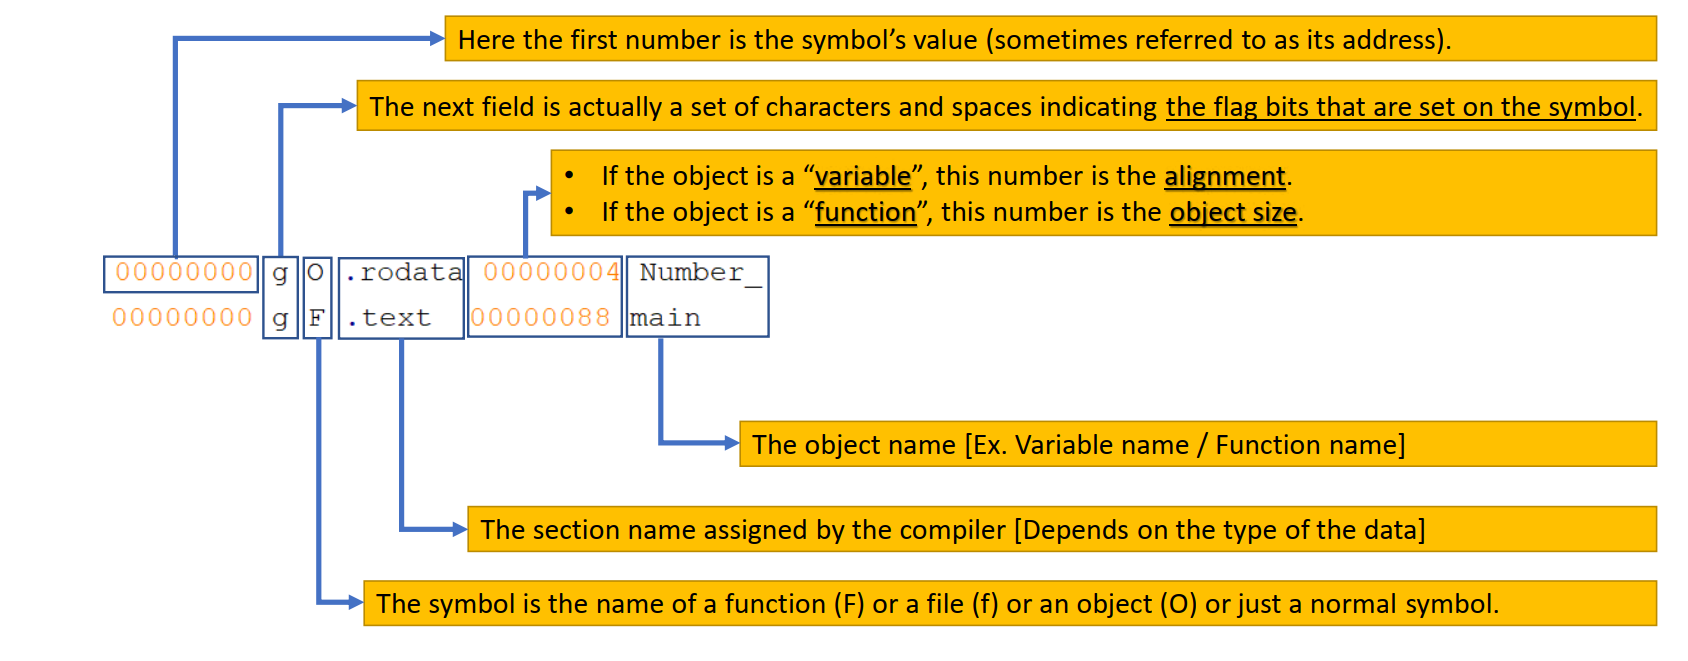 Here the first number is the symbol’s value (sometimes referred to as its address).
The next field is actually a set of characters and spaces indicating the flag bits that are set on the symbol.
• If the object is a “variable”, this number is the alignment.
• If the object is a “function”, this number is the object size.
00000000 g O .rodata 00000004 Number_
00000000 g F .text 00000088 main
The object name [Ex. Variable name / Function name]
The section name assigned by the compiler [Depends on the type of the data]
The symbol is the name of a function (F) or a file (f) or an object (O) or just a normal symbol.